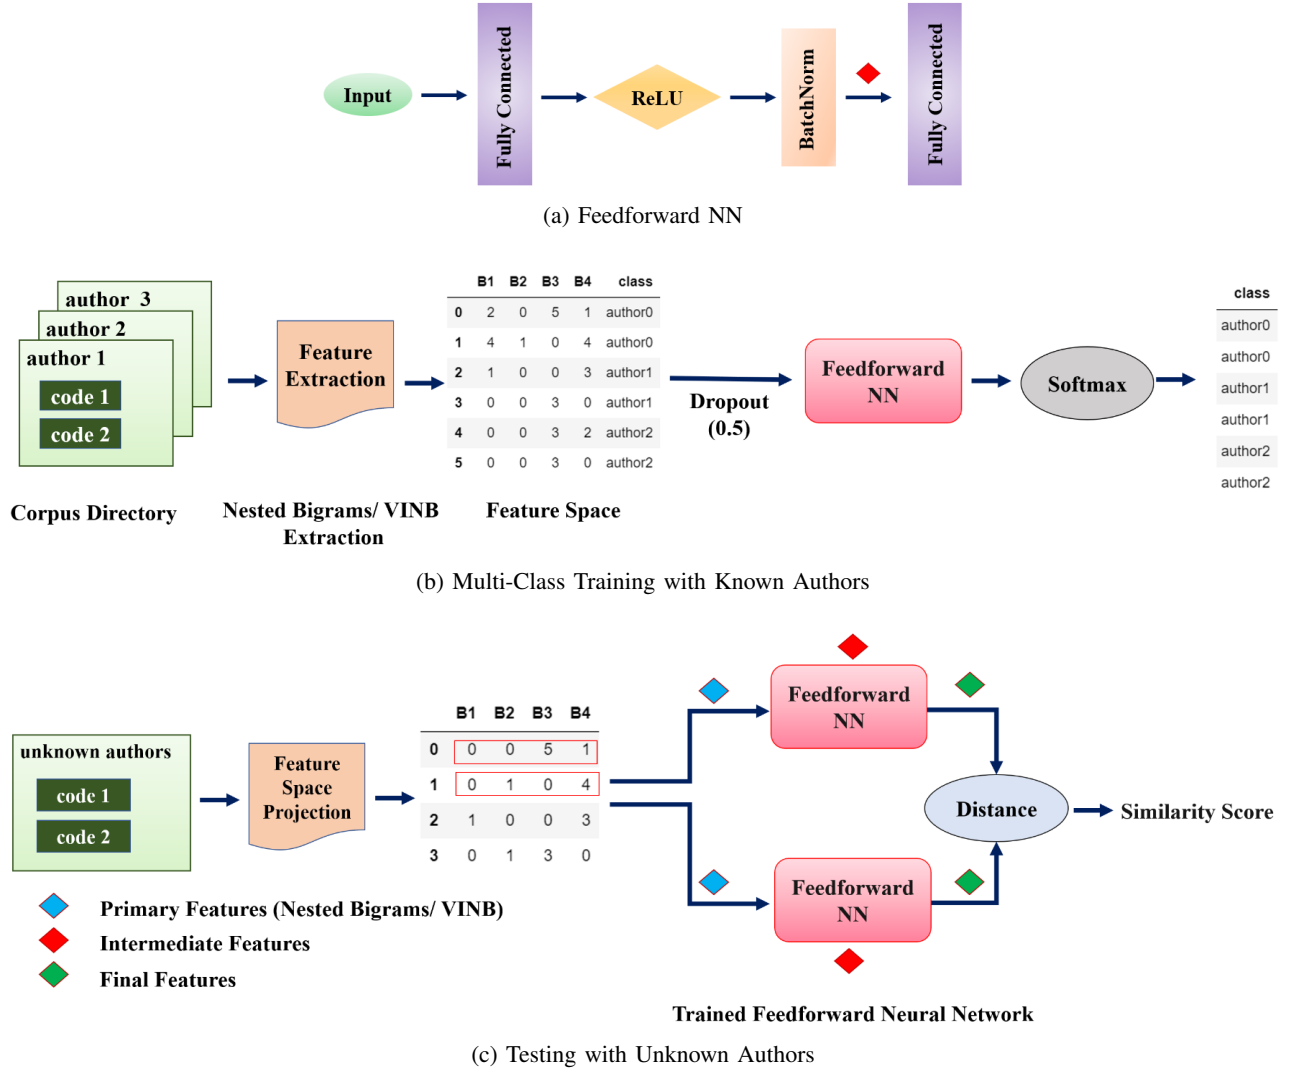 Input
Fully Connected
ReLU
BatchNorm
Fully Connected
(a) Feedforward NN
author 3
author 2
author 1
code 1
code 2
Corpus Directory
Feature
Extraction
Nested Bigrams/ VINB
Extraction
B1 B2 B3 B4 class
0 2 0 5 1 author0
1 4 1 0 4 author0
2 1 0 0 3 author1
3 0 0 3 0 author1
4 0 0 3 2 author2
5 0 0 3 0 author2
Feature Space
Dropout
(0.5)
Feedforward
NN
Softmax
class
author0
author0
author1
author1
author2
author2
(b) Multi-Class Training with Known Authors
unknown authors
code 1
code 2
Feature
Space
Projection
B1 B2 B3 B4
0 0 0 5 1
1 0 1 0 4
2 1 0 0 3
3 0 1 3 0
Feedforward
NN
Feedforward
NN
Distance
Similarity Score
Primary Features (Nested Bigrams/ VINB)
Intermediate Features
Final Features
Trained Feedforward Neural Network
(c) Testing with Unknown Authors